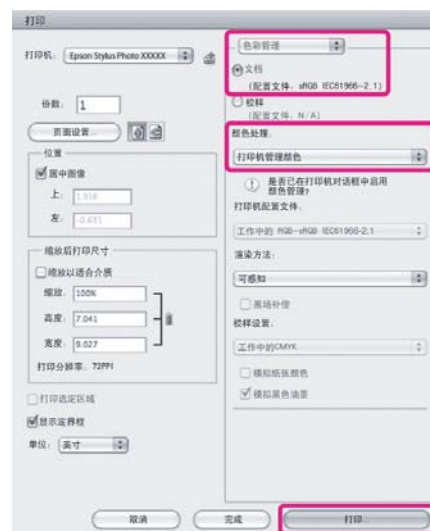 打印
打印机： Epson Stylus Photo XXXXX
份数： 1
页面设置...
位置
居中图像
上： 1.516
左： -0.631
缩放后打印尺寸
缩放以适合介质
缩放： 100%
高度： 7.041
宽度： 9.027
打印分辨率： 72PPI
打印选定区域
显示定界框
单位： 英寸
色彩管理
文档
(配置文件：sRGB IEC61966-2.1)
校样
(配置文件：N/A)
颜色处理：
打印机管理颜色
是否已在打印机对话框中启用
颜色管理?
打印机配置文件：
工作中的 RGB-sRGB IEC61966-2.1
渲染方法：
可感知
黑场补偿
校样设置：
工作中的CMYK
模拟纸张颜色
模拟黑色油墨
取消
完成
打印...